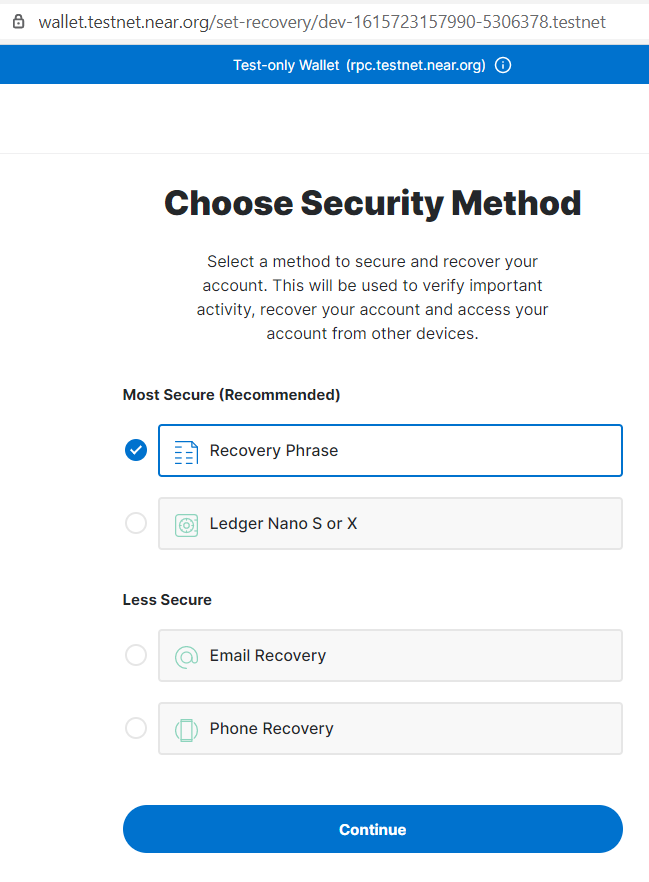 wallet.testnet.near.org/set-recovery/dev-1615723157990-5306378.testnet
Test-only Wallet (rpc.testnet.near.org)
Choose Security Method
Select a method to secure and recover your
account. This will be used to verify important
activity, recover your account and access your
account from other devices.
Most Secure (Recommended)
Recovery Phrase
Ledger Nano S or X
Less Secure
Email Recovery
Phone Recovery
Continue